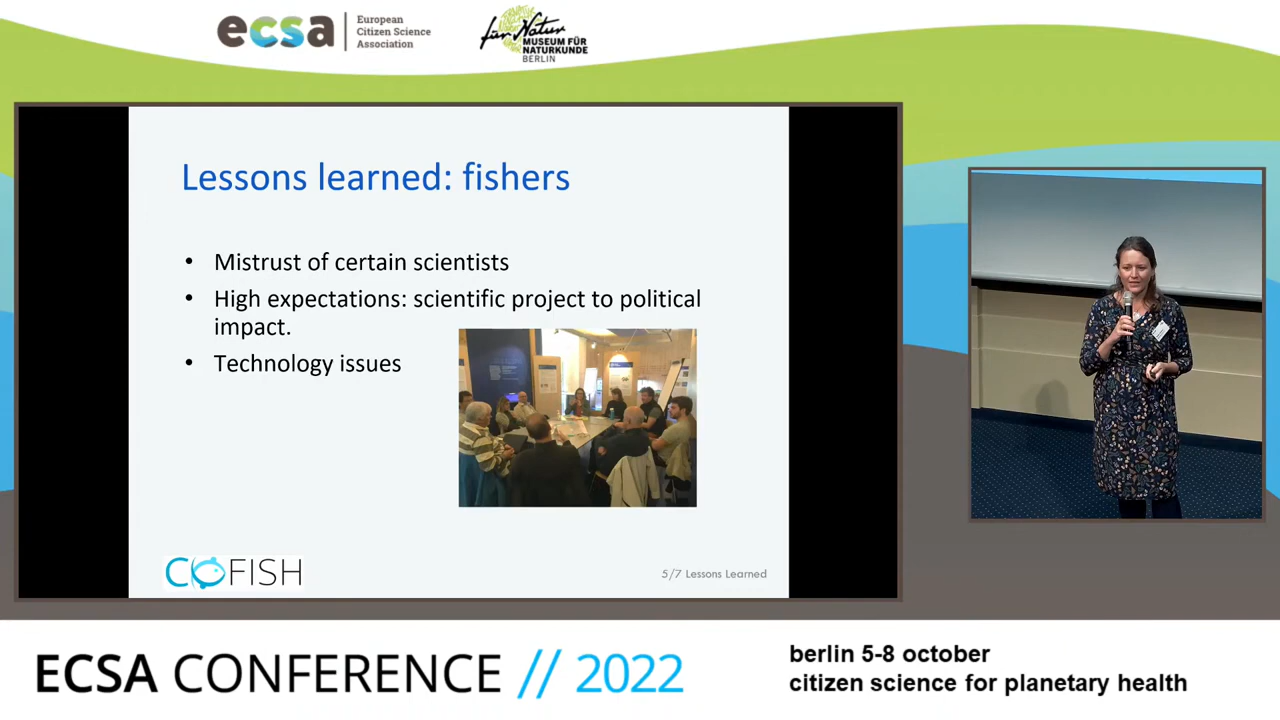 ecsa
European
Citizen Science
Association
für Natur
MUSEUM FÜR
NATURKUNDE
BERLIN
Lessons learned: fishers
• Mistrust of certain scientists
• High expectations: scientific project to political
impact.
• Technology issues
COFISH
5/7 Lessons Learned
ECSA CONFERENCE // 2022
berlin 5-8 october
citizen science for planetary health